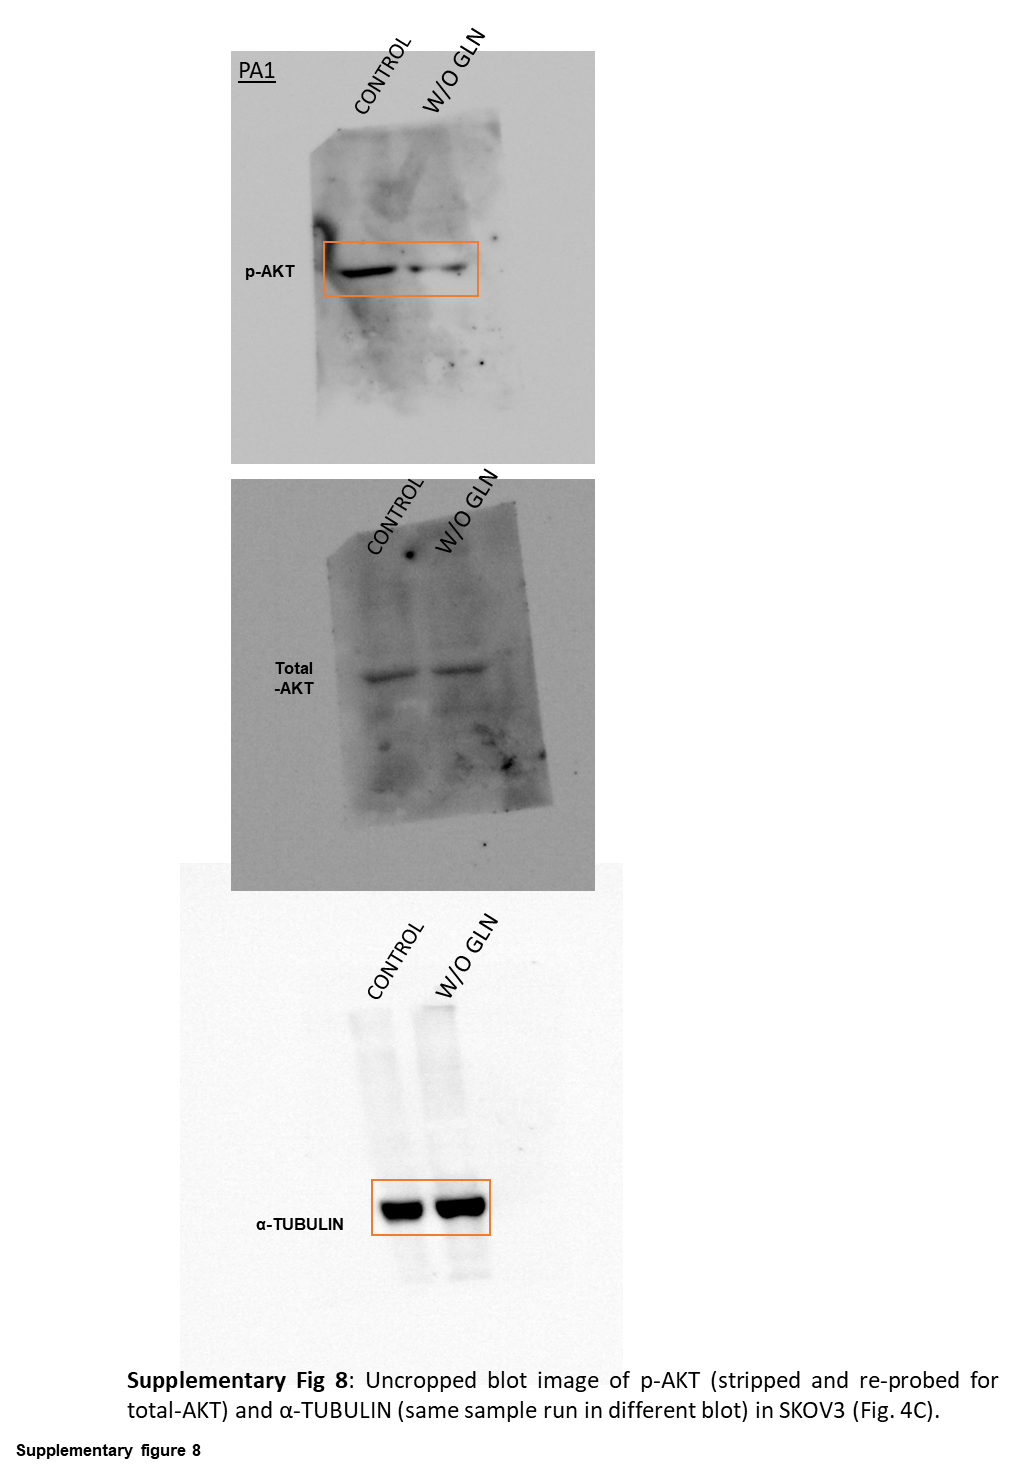 PA1
CONTROL
W/O GLN
p-AKT
CONTROL
W/O GLN
Total
-AKT
CONTROL
W/O GLN
α-TUBULIN
Supplementary Fig 8: Uncropped blot image of p-AKT (stripped and re-probed for
total-AKT) and α-TUBULIN (same sample run in different blot) in SKOV3 (Fig. 4C).
Supplementary figure 8